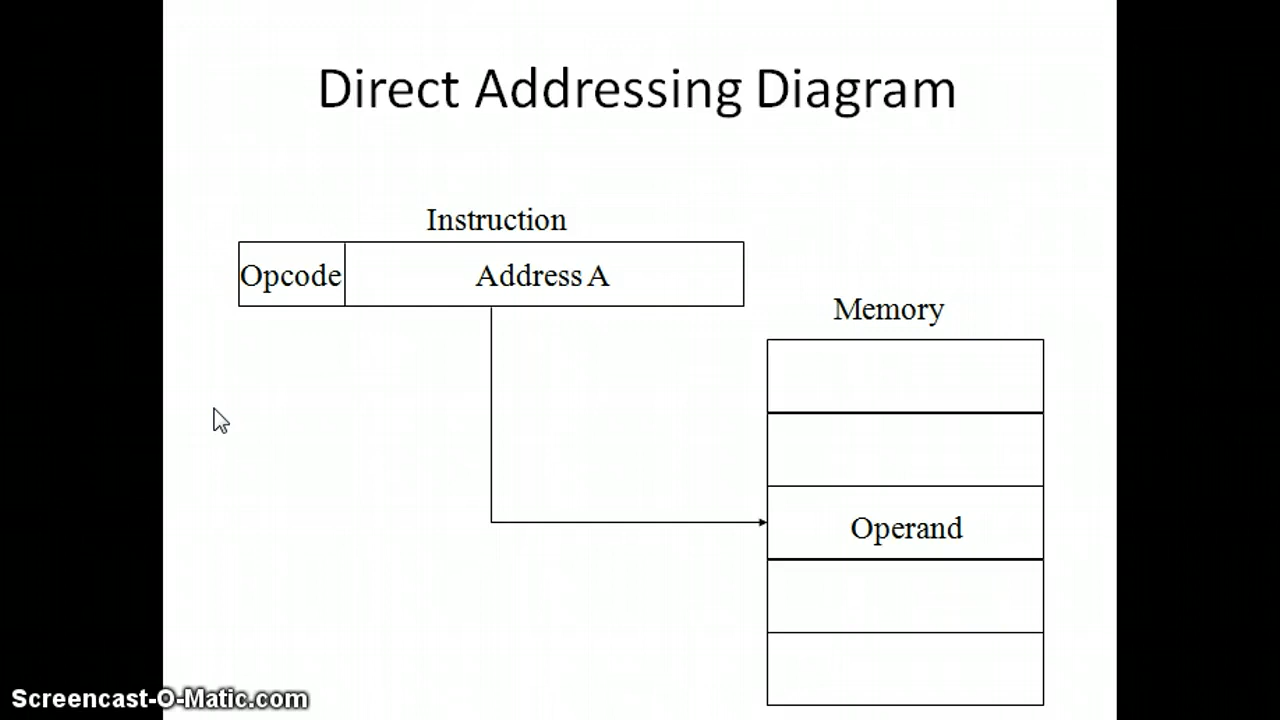 Direct Addressing Diagram
Instruction
Opcode
Address A
Memory
Operand
Screencast-O-Matic.com